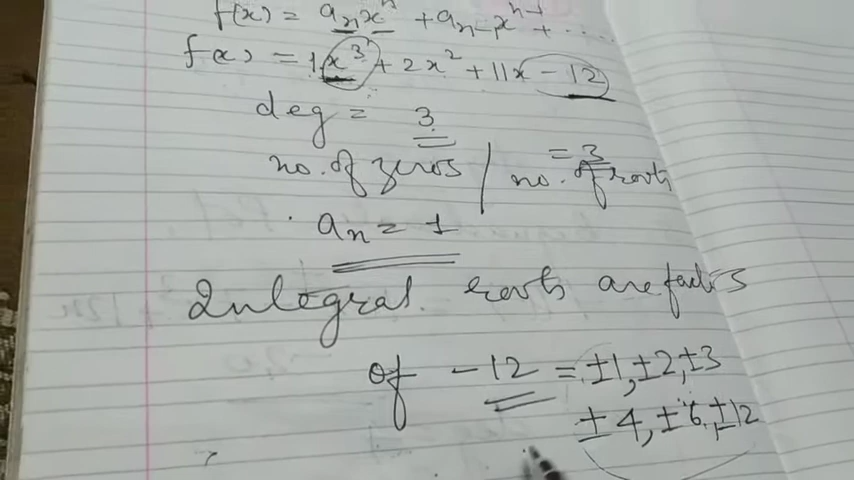 f(x) = aₙxⁿ + aₙ₋₁xⁿ⁻¹ + .....
f(x) = 1x³ + 2x² + 11x - 12
deg = 3
no. of zeros / no. of roots = 3
aₙ = 1
Integral roots are factors
of - 12 = ±1, ±2, ±3
± 4, ± 6, ± 12